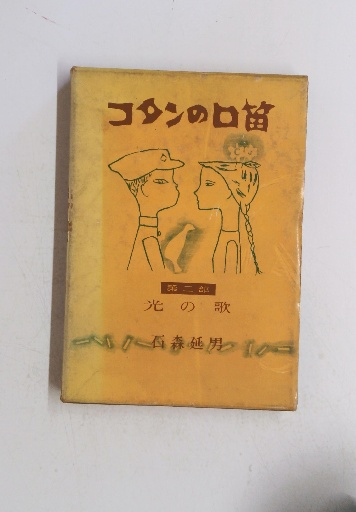 コタンの口笛
第二部
光の歌
石森延男